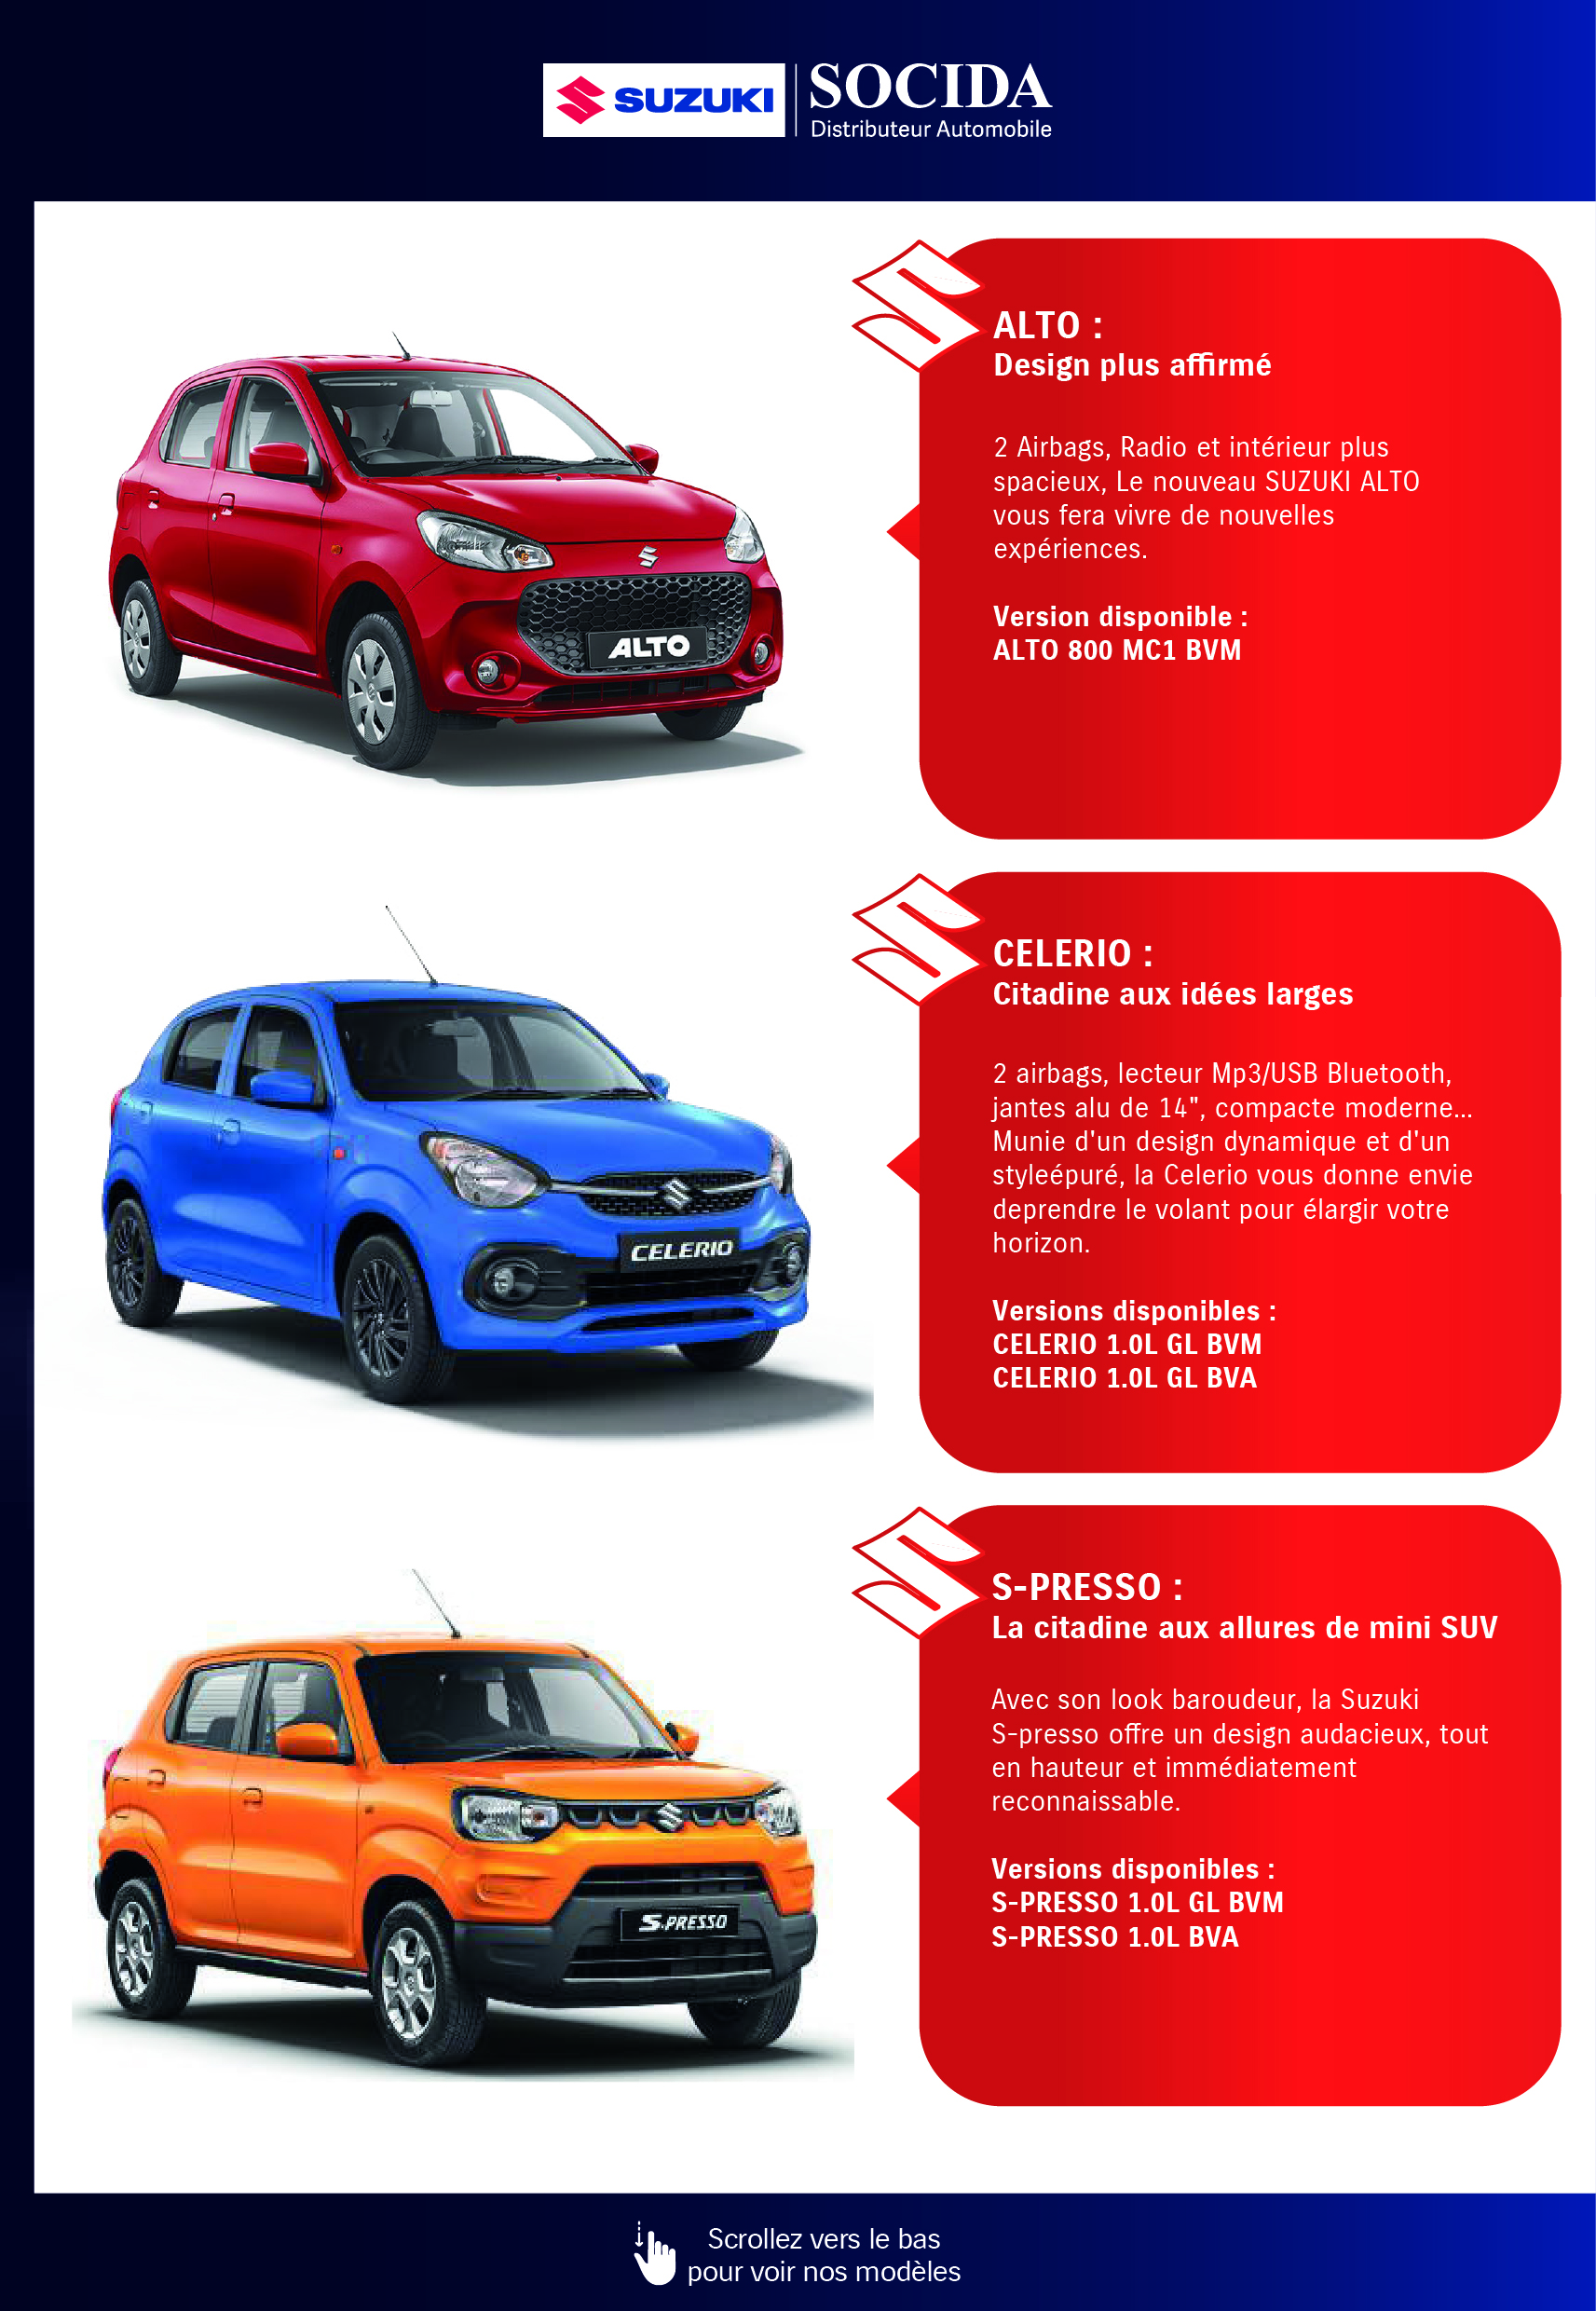 SUZUKI
SOCIDA
Distributeur Automobile
ALTO :
Design plus affirmé
2 Airbags, Radio et intérieur plus
spacieux, Le nouveau SUZUKI ALTO
vous fera vivre de nouvelles
expériences.
Version disponible :
ALTO 800 MC1 BVM
ALTO
CELERIO :
Citadine aux idées larges
2 airbags, lecteur Mp3/USB Bluetooth,
jantes alu de 14", compacte moderne...
Munie d'un design dynamique et d'un
styleépuré, la Celerio vous donne envie
deprendre le volant pour élargir votre
horizon.
Versions disponibles :
CELERIO 1.0L GL BVM
CELERIO 1.0L GL BVA
CELERIO
S-PRESSO :
La citadine aux allures de mini SUV
Avec son look baroudeur, la Suzuki
S-presso offre un design audacieux, tout
en hauteur et immédiatement
reconnaissable.
Versions disponibles :
S-PRESSO 1.0L GL BVM
S-PRESSO 1.0L BVA
S-PRESSO
Scrollez vers le bas
pour voir nos modèles